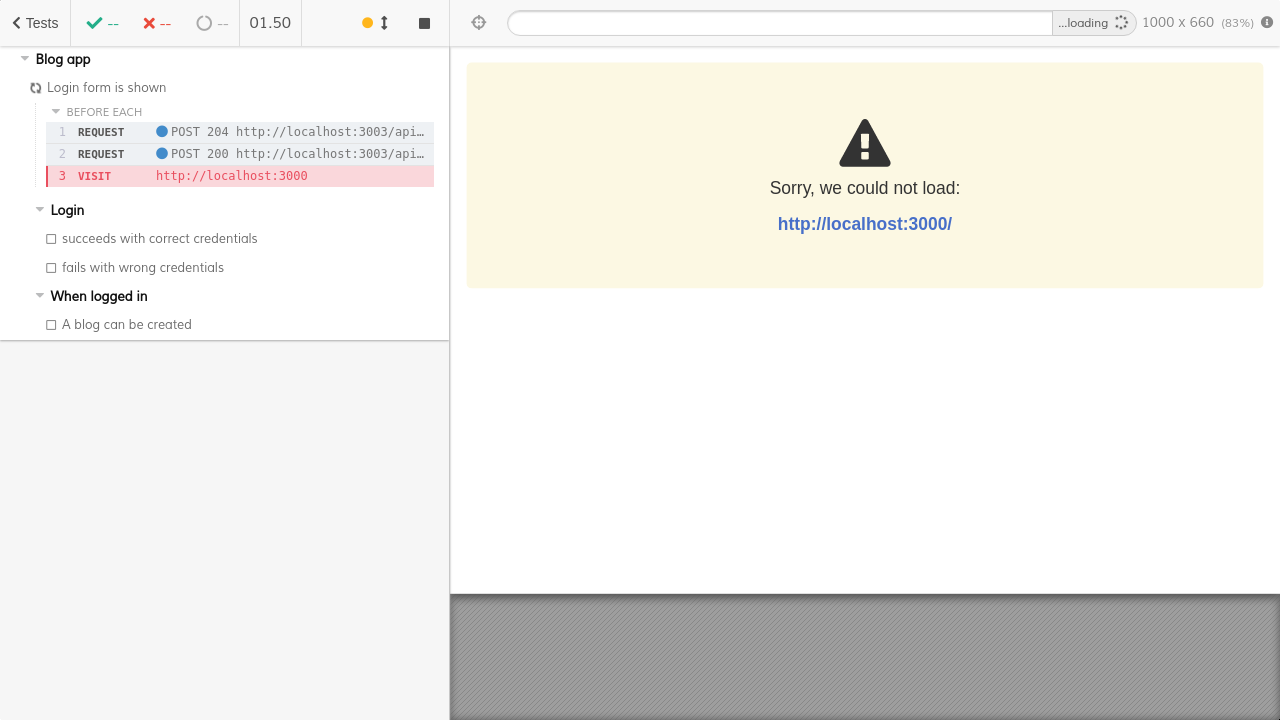 Tests -- -- -- 01.50
...loading 1000 x 660 (83%)
Blog app
Login form is shown
BEFORE EACH
1 REQUEST POST 204 http://localhost:3003/api…
2 REQUEST POST 200 http://localhost:3003/api…
3 VISIT http://localhost:3000
Login
succeeds with correct credentials
fails with wrong credentials
When logged in
A blog can be created
Sorry, we could not load:
http://localhost:3000/